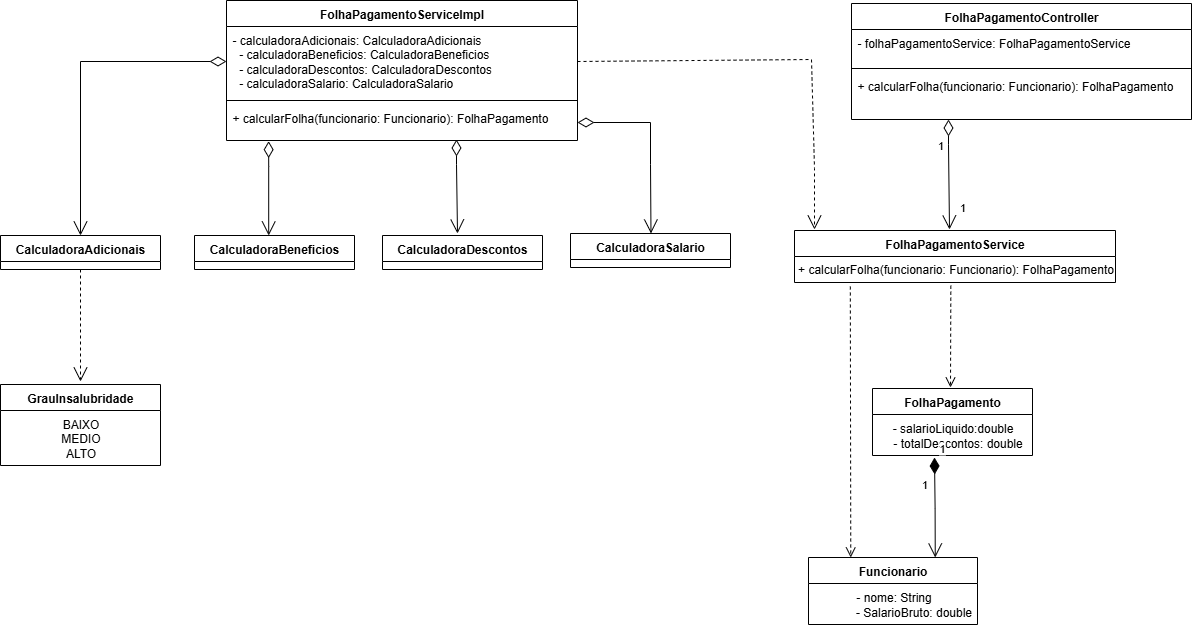 FolhaPagamentoServiceImpl
- calculadoraAdicionais: CalculadoraAdicionais
- calculadoraBeneficios: CalculadoraBeneficios
- calculadoraDescontos: CalculadoraDescontos
- calculadoraSalario: CalculadoraSalario
+ calcularFolha(funcionario: Funcionario): FolhaPagamento
FolhaPagamentoController
- folhaPagamentoService: FolhaPagamentoService
+ calcularFolha(funcionario: Funcionario): FolhaPagamento
1
1
CalculadoraAdicionais
CalculadoraBeneficios
CalculadoraDescontos
CalculadoraSalario
FolhaPagamentoService
+ calcularFolha(funcionario: Funcionario): FolhaPagamento
GrauInsalubridade
BAIXO
MEDIO
ALTO
FolhaPagamento
- salarioLiquido:double
- totalDescontos: double
1
1
Funcionario
- nome: String
- SalarioBruto: double